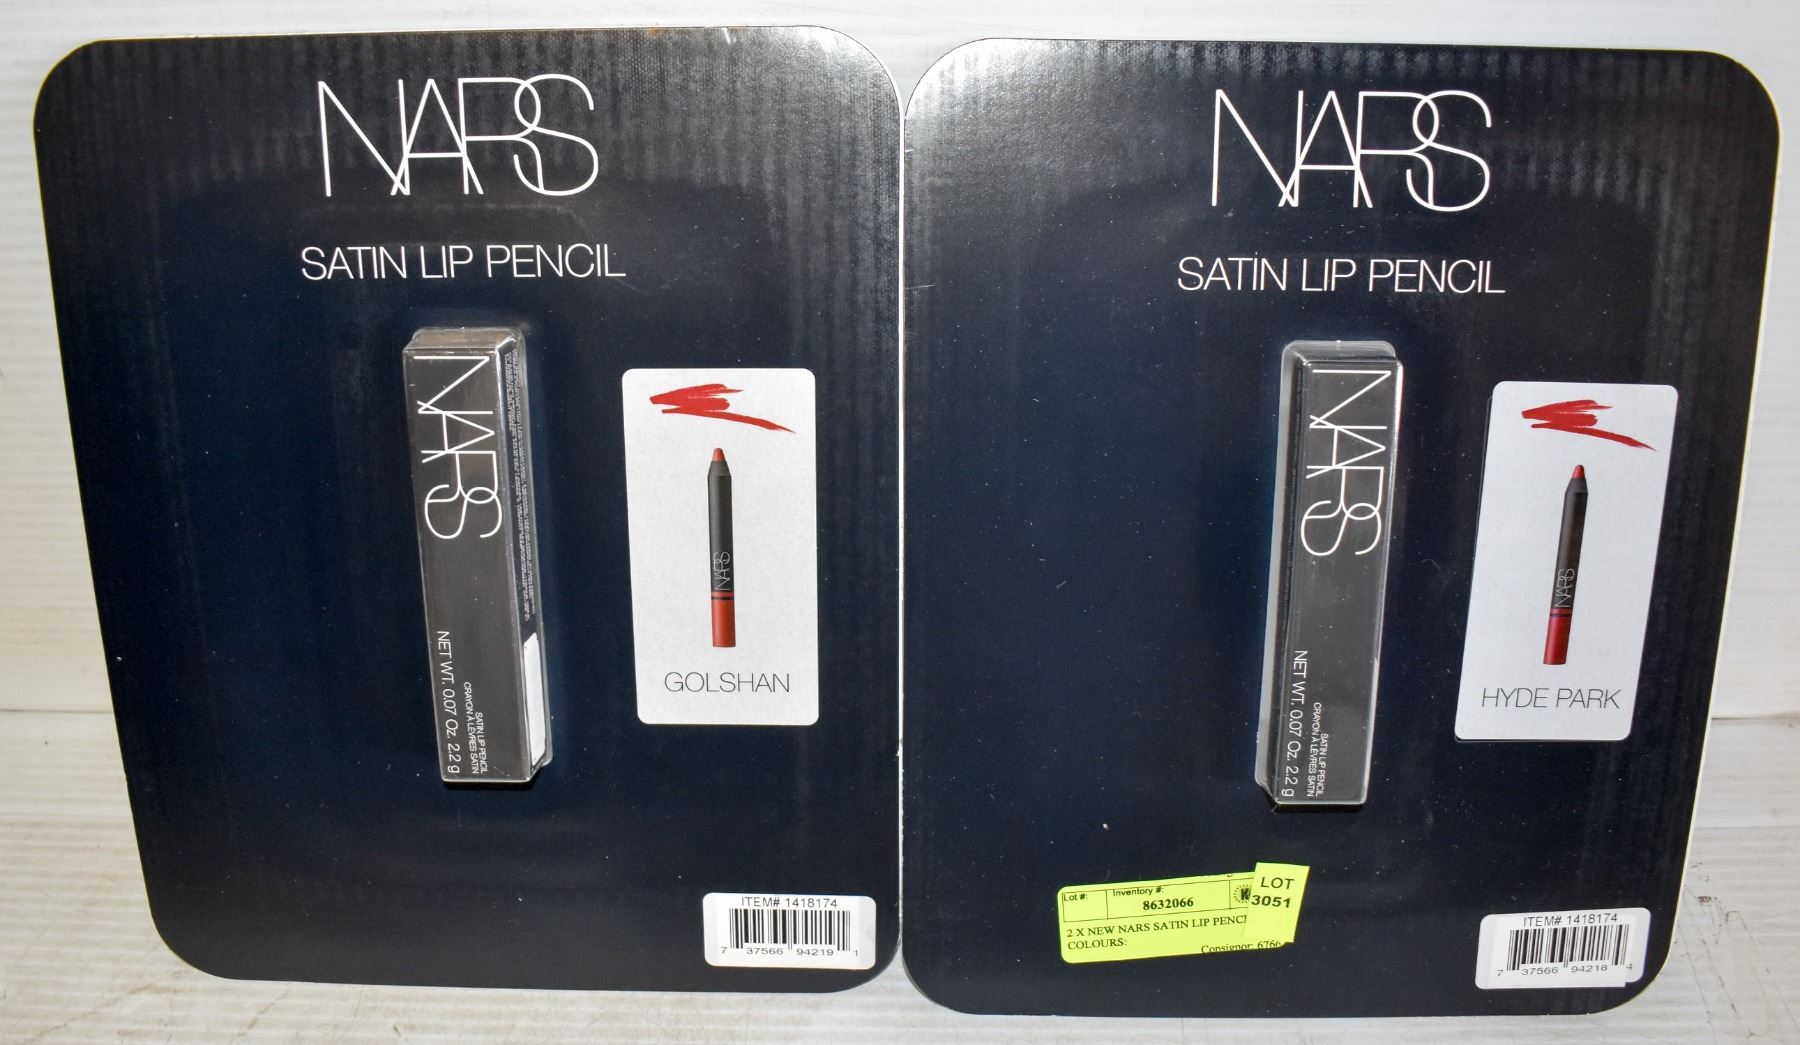 NARS
SATIN LIP PENCIL
NARS
SATIN LIP PENCIL
CRAYON À LÈVRES SATIN
NET WT. 0.07 Oz. 2.2 g
NARS
GOLSHAN
ITEM# 1418174
7 37566 94219 1
NARS
SATIN LIP PENCIL
NARS
SATIN LIP PENCIL
CRAYON À LÈVRES SATIN
NET WT. 0.07 Oz. 2.2 g
NARS
HYDE PARK
Lot #:
Inventory #:
8632066
LOT
3051
2 X NEW NARS SATIN LIP
COLOURS:
Consignor:
ITEM# 1418174
7 37566 94218 4